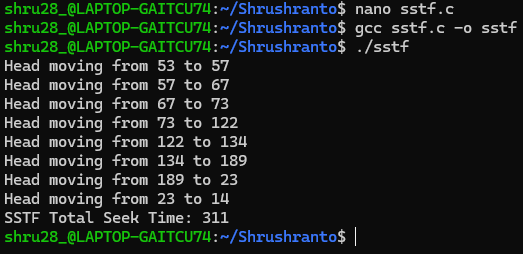 shru28_@LAPTOP-GAITCU74:~/Shrushranto$ nano sstf.c
shru28_@LAPTOP-GAITCU74:~/Shrushranto$ gcc sstf.c -o sstf
shru28_@LAPTOP-GAITCU74:~/Shrushranto$ ./sstf
Head moving from 53 to 57
Head moving from 57 to 67
Head moving from 67 to 73
Head moving from 73 to 122
Head moving from 122 to 134
Head moving from 134 to 189
Head moving from 189 to 23
Head moving from 23 to 14
SSTF Total Seek Time: 311
shru28_@LAPTOP-GAITCU74:~/Shrushranto$